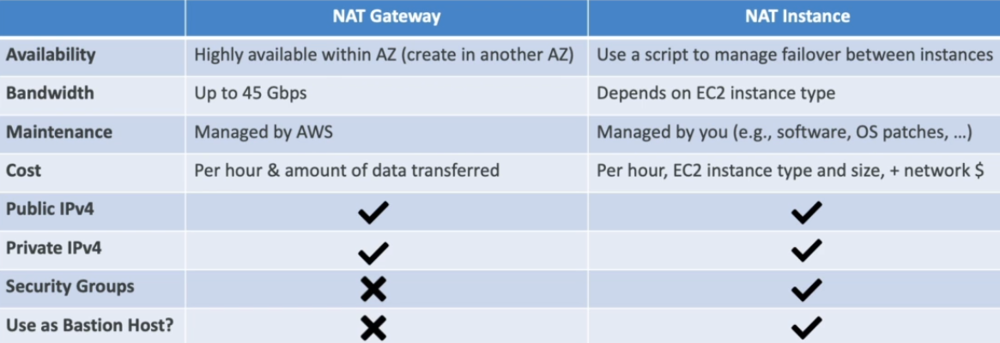 NAT Gateway NAT Instance
Availability Highly available within AZ (create in another AZ) Use a script to manage failover between instances
Bandwidth Up to 45 Gbps Depends on EC2 instance type
Maintenance Managed by AWS Managed by you (e.g., software, OS patches, …)
Cost Per hour & amount of data transferred Per hour, EC2 instance type and size, + network $
Public IPv4 ✔ ✔
Private IPv4 ✔ ✔
Security Groups ✖ ✔
Use as Bastion Host? ✖ ✔